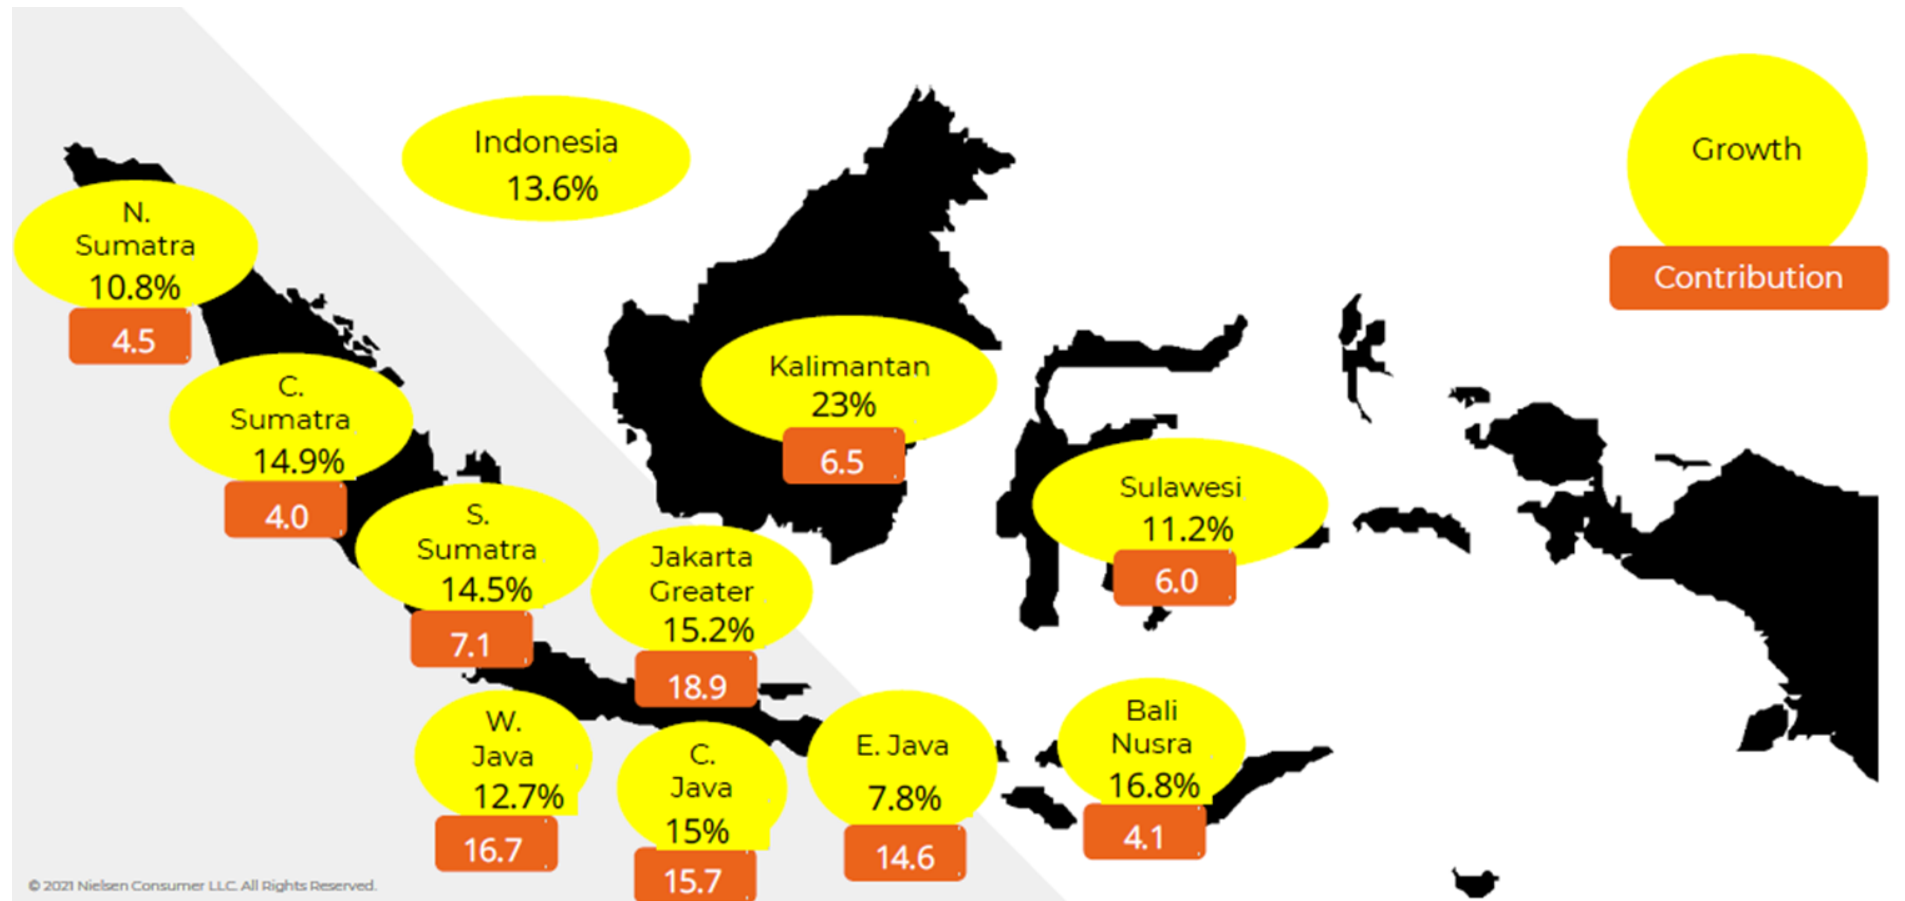 Indonesia
13.6%
Growth
Contribution
N.
Sumatra
10.8%
4.5
C.
Sumatra
14.9%
4.0
S.
Sumatra
14.5%
7.1
Jakarta
Greater
15.2%
18.9
Kalimantan
23%
6.5
Sulawesi
11.2%
6.0
W.
Java
12.7%
16.7
C.
Java
15%
15.7
E. Java
7.8%
14.6
Bali
Nusra
16.8%
4.1
© 2021 Nielsen Consumer LLC. All Rights Reserved.